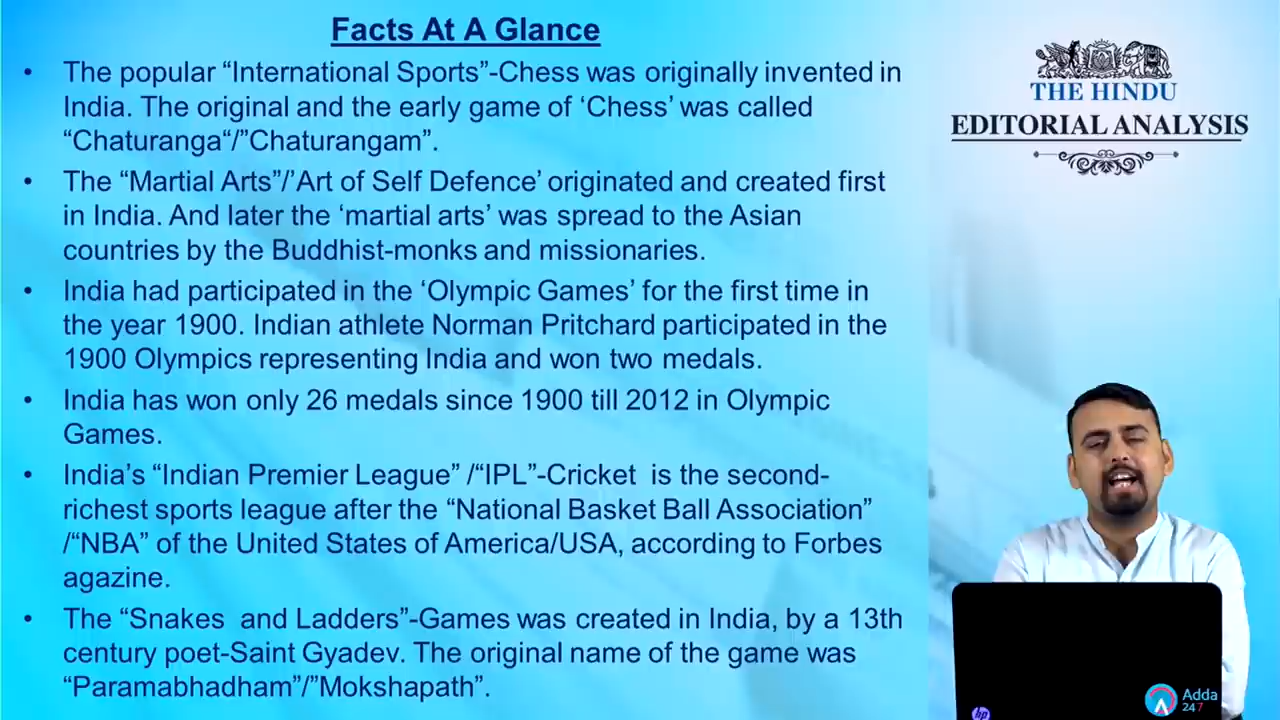 Facts At A Glance
• The popular “International Sports”-Chess was originally invented in
India. The original and the early game of ‘Chess’ was called
“Chaturanga“/”Chaturangam”.
• The “Martial Arts”/’Art of Self Defence’ originated and created first
in India. And later the ‘martial arts’ was spread to the Asian
countries by the Buddhist-monks and missionaries.
• India had participated in the ‘Olympic Games’ for the first time in
the year 1900. Indian athlete Norman Pritchard participated in the
1900 Olympics representing India and won two medals.
• India has won only 26 medals since 1900 till 2012 in Olympic
Games.
• India’s “Indian Premier League” /“IPL”-Cricket is the second-
richest sports league after the “National Basket Ball Association”
/“NBA” of the United States of America/USA, according to Forbes
agazine.
• The “Snakes and Ladders”-Games was created in India, by a 13th
century poet-Saint Gyadev. The original name of the game was
“Paramabhadham”/”Mokshapath”.
THE HINDU
EDITORIAL ANALYSIS
hp
Adda
247